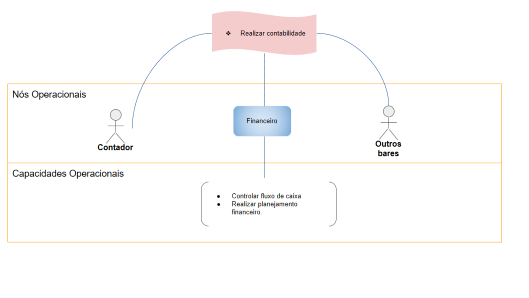 ❖ Realizar contabilidade
Nós Operacionais
Contador
Financeiro
Outros
bares
Capacidades Operacionais
● Controlar fluxo de caixa
● Realizar planejamento
financeiro.